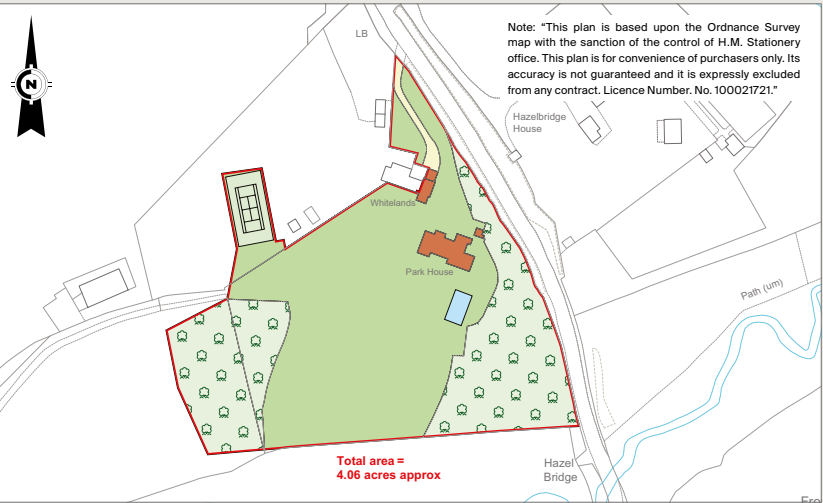 Note: “This plan is based upon the Ordnance Survey
map with the sanction of the control of H.M. Stationery
office. This plan is for convenience of purchasers only. Its
accuracy is not guaranteed and it is expressly excluded
from any contract. Licence Number. No. 100021721.”
LB
N
Hazelbridge
House
Whitelands
Park House
Path (um)
Total area =
4.06 acres approx
Hazel
Bridge